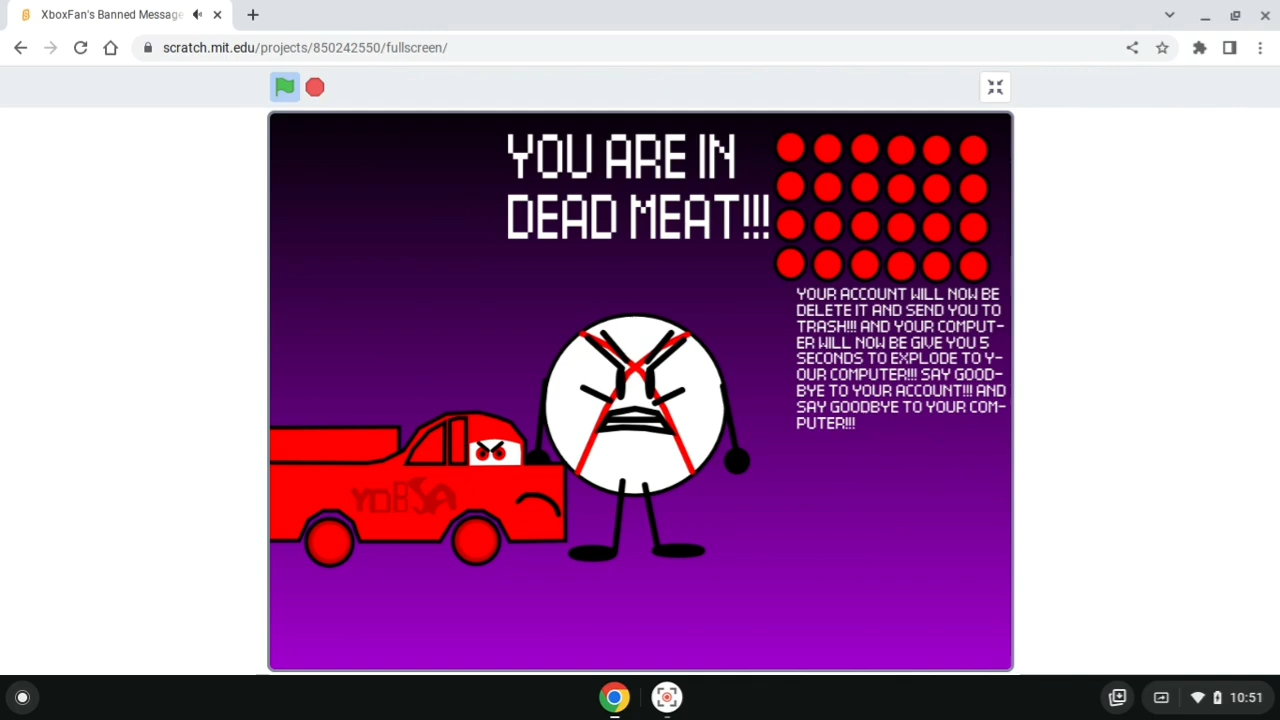 XboxFan's Banned Message
scratch.mit.edu/projects/850242550/fullscreen/
YOU ARE IN
DEAD MEAT!!!
YOUR ACCOUNT WILL NOW BE
DELETE IT AND SEND YOU TO
TRASH!!! AND YOUR COMPUT-
ER WILL NOW BE GIVE YOU 5
SECONDS TO EXPLODE TO Y-
OUR COMPUTER!!! SAY GOOD-
BYE TO YOUR ACCOUNT!!! AND
SAY GOODBYE TO YOUR COM-
PUTER!!!
YOBSA
10:51